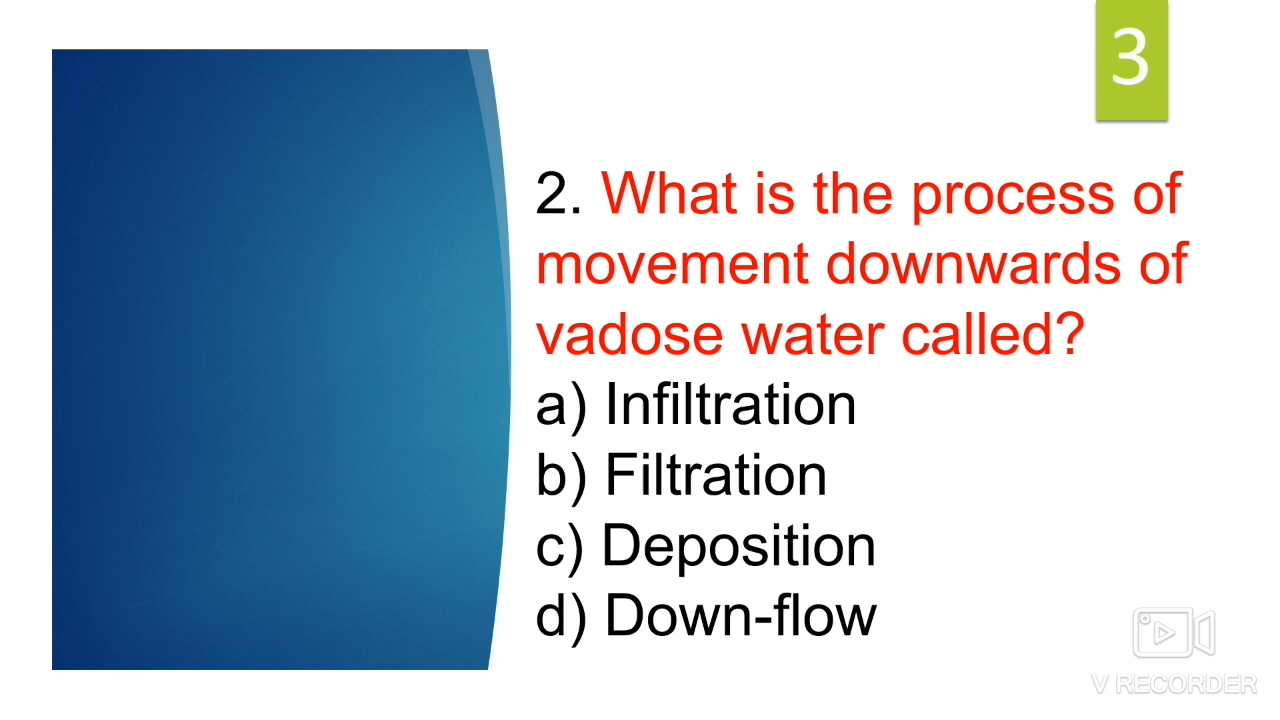 3
2. What is the process of
movement downwards of
vadose water called?
a) Infiltration
b) Filtration
c) Deposition
d) Down-flow
V RECORDER